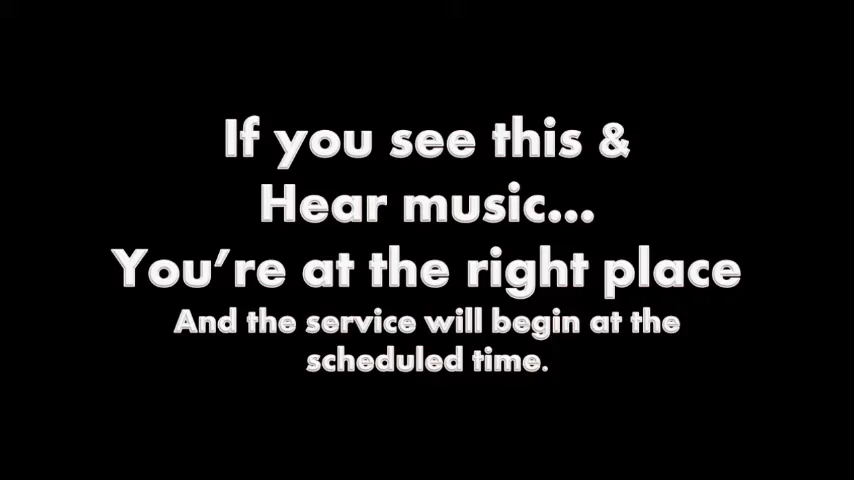 If you see this &
Hear music...
You’re at the right place
And the service will begin at the
scheduled time.